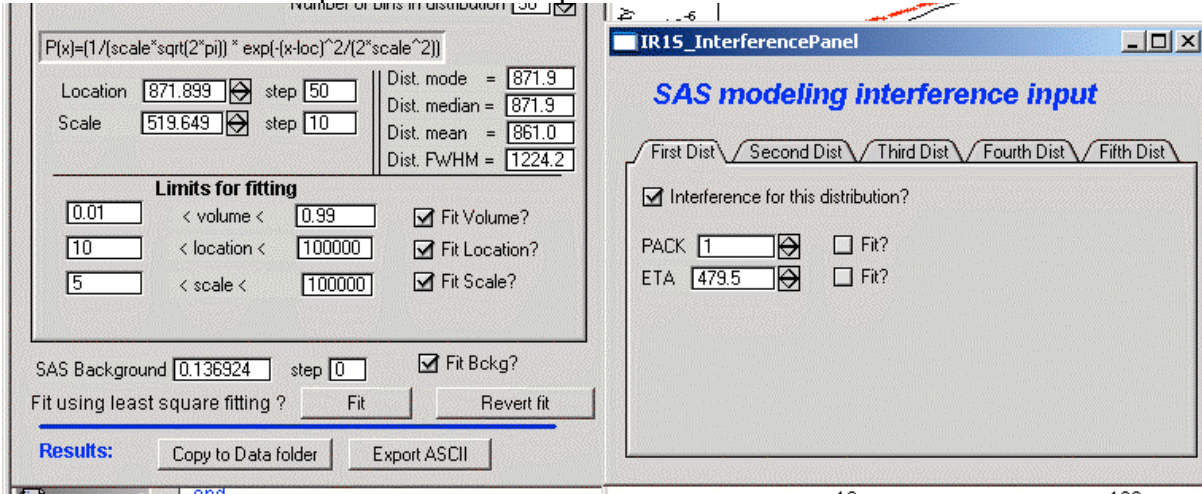 Number of bins in distribution 50
P(x)=(1/(scale*sqrt(2*pi)) * exp(-(x-loc)^2/(2*scale^2))
Location 871.899 step 50
Scale 519.649 step 10
Dist. mode = 871.9
Dist. median = 871.9
Dist. mean = 861.0
Dist. FWHM = 1224.2
Limits for fitting
0.01 < volume < 0.99 Fit Volume?
10 < location < 100000 Fit Location?
5 < scale < 100000 Fit Scale?
SAS Background 0.136924 step 0 Fit Bckg?
Fit using least square fitting ? Fit Revert fit
Results: Copy to Data folder Export ASCII
and
IR1S_InterferencePanel
SAS modeling interference input
First Dist Second Dist Third Dist Fourth Dist Fifth Dist
Interference for this distribution?
PACK 1 Fit?
ETA 479.5 Fit?